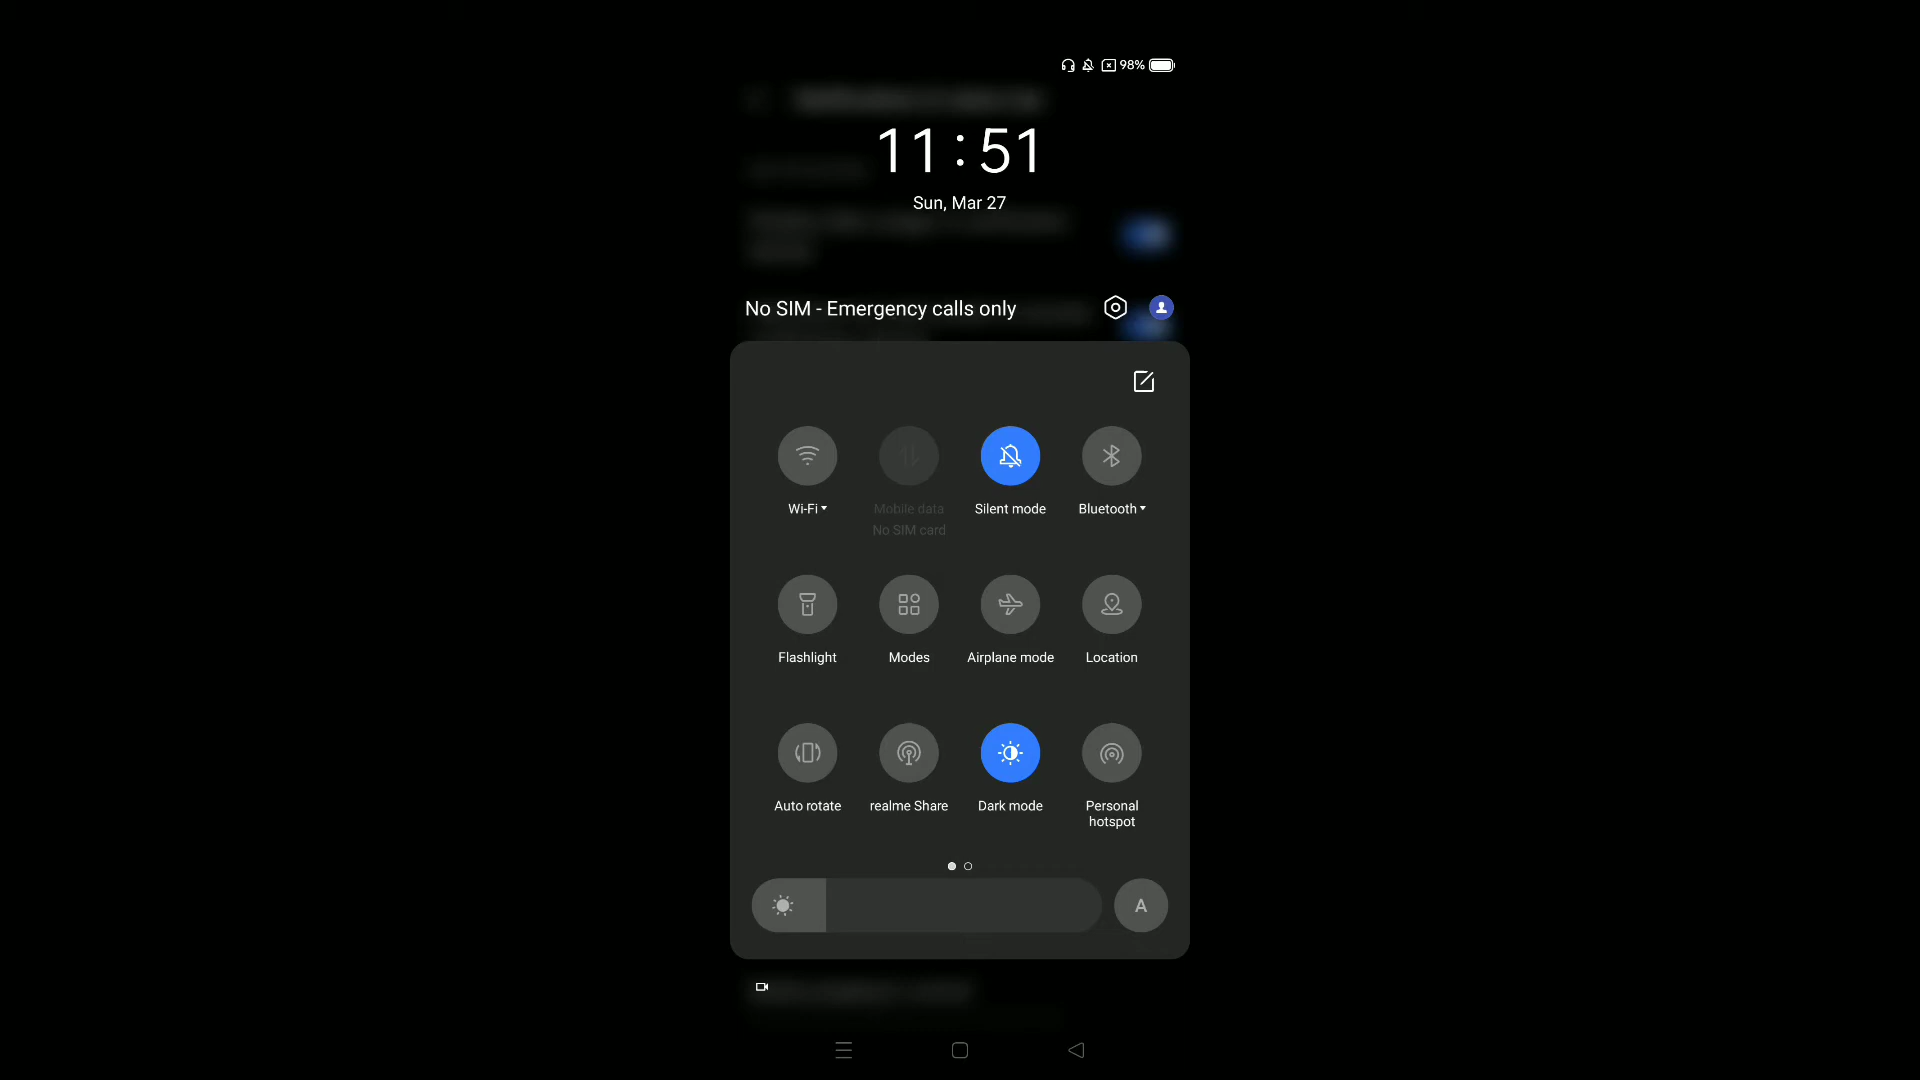 98%
11:51
Sun, Mar 27
No SIM - Emergency calls only
Wi-Fi
Mobile data
No SIM card
Silent mode
Bluetooth
Flashlight
Modes
Airplane mode
Location
Auto rotate
realme Share
Dark mode
Personal
hotspot
A